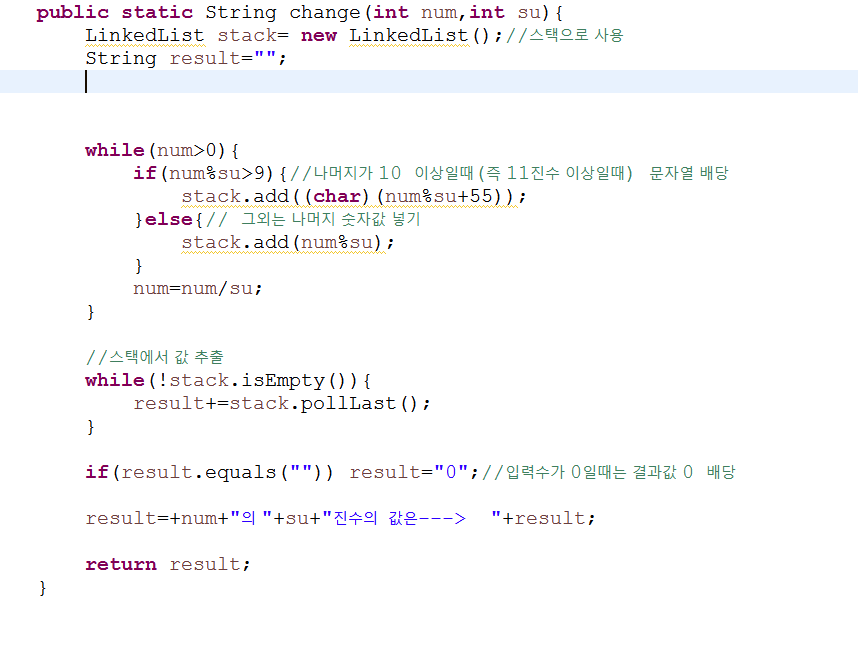 public static String change(int num,int su){
LinkedList stack= new LinkedList();//스택으로 사용
String result="";
while(num>0){
if(num%su>9){//나머지가 10 이상일때(즉 11진수 이상일때) 문자열 배당
stack.add((char)(num%su+55));
}else{// 그외는 나머지 숫자값 넣기
stack.add(num%su);
}
num=num/su;
}
//스택에서 값 추출
while(!stack.isEmpty()){
result+=stack.pollLast();
}
if(result.equals("")) result="0";//입력수가 0일때는 결과값 0 배당
result=+num+"의 "+su+"진수의 값은---> "+result;
return result;
}